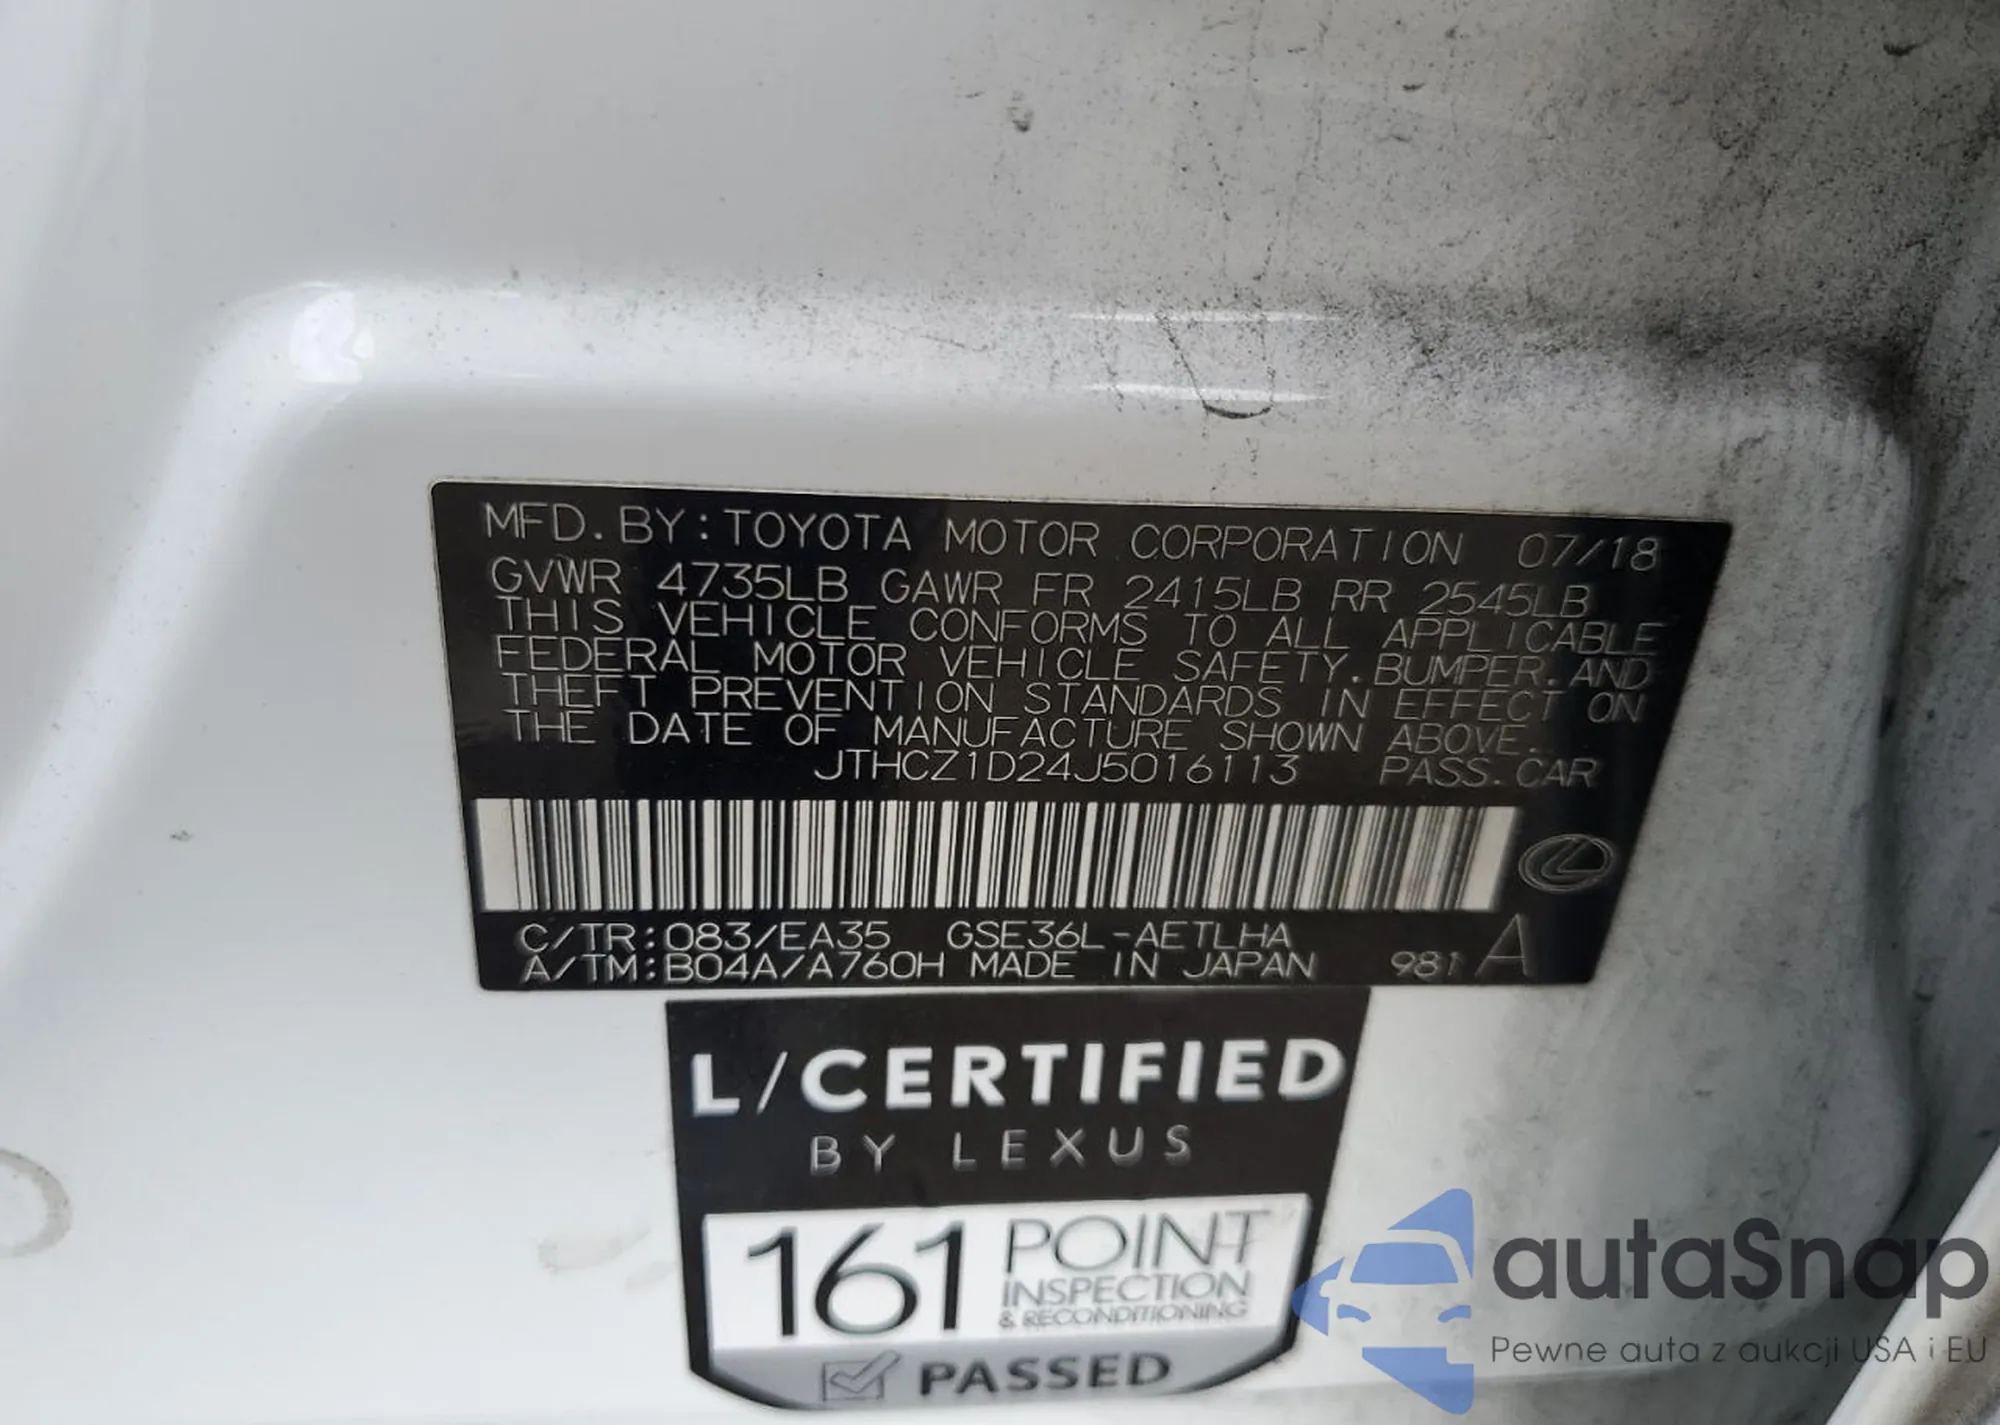 MFD. BY: TOYOTA MOTOR CORPORATION 07/18
GVWR 4735LB GAWR FR 2415LB RR 2545LB
THIS VEHICLE CONFORMS TO ALL APPLICABLE
FEDERAL MOTOR VEHICLE SAFETY. BUMPER. AND
THEFT PREVENTION STANDARDS IN EFFECT ON
THE DATE OF MANUFACTURE SHOWN ABOVE.
JTHCZ1D24J5016113 PASS. CAR
C/TR: 083/EA35 GSE36L-AETLHA
A/TM: B04A/A760H MADE IN JAPAN 981 A
L/CERTIFIED
BY LEXUS
161 POINT
INSPECTION
& RECONDITIONING
PASSED
autaSnap
Pewne auta z aukcji USA i EU